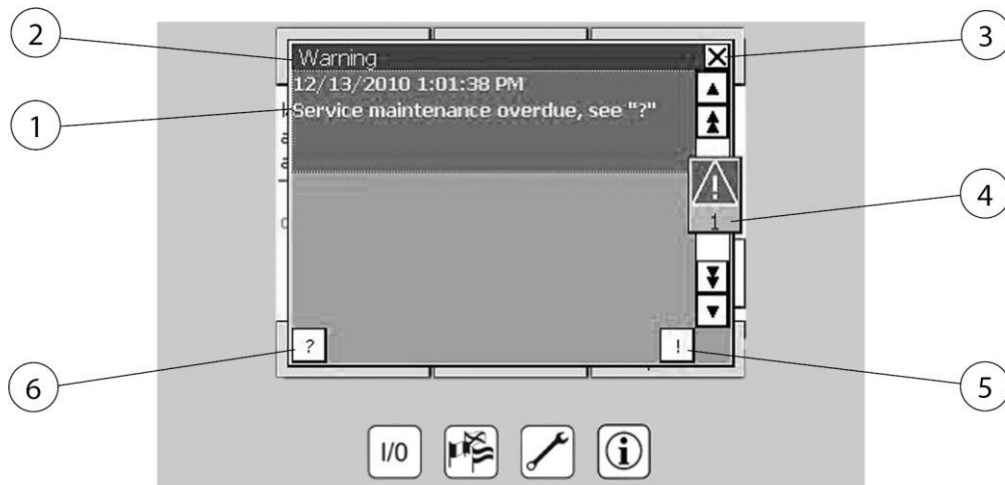 Warning
12/13/2010 1:01:38 PM
Service maintenance overdue, see "?"
1
?
!
I/0
1
2
3
4
5
6